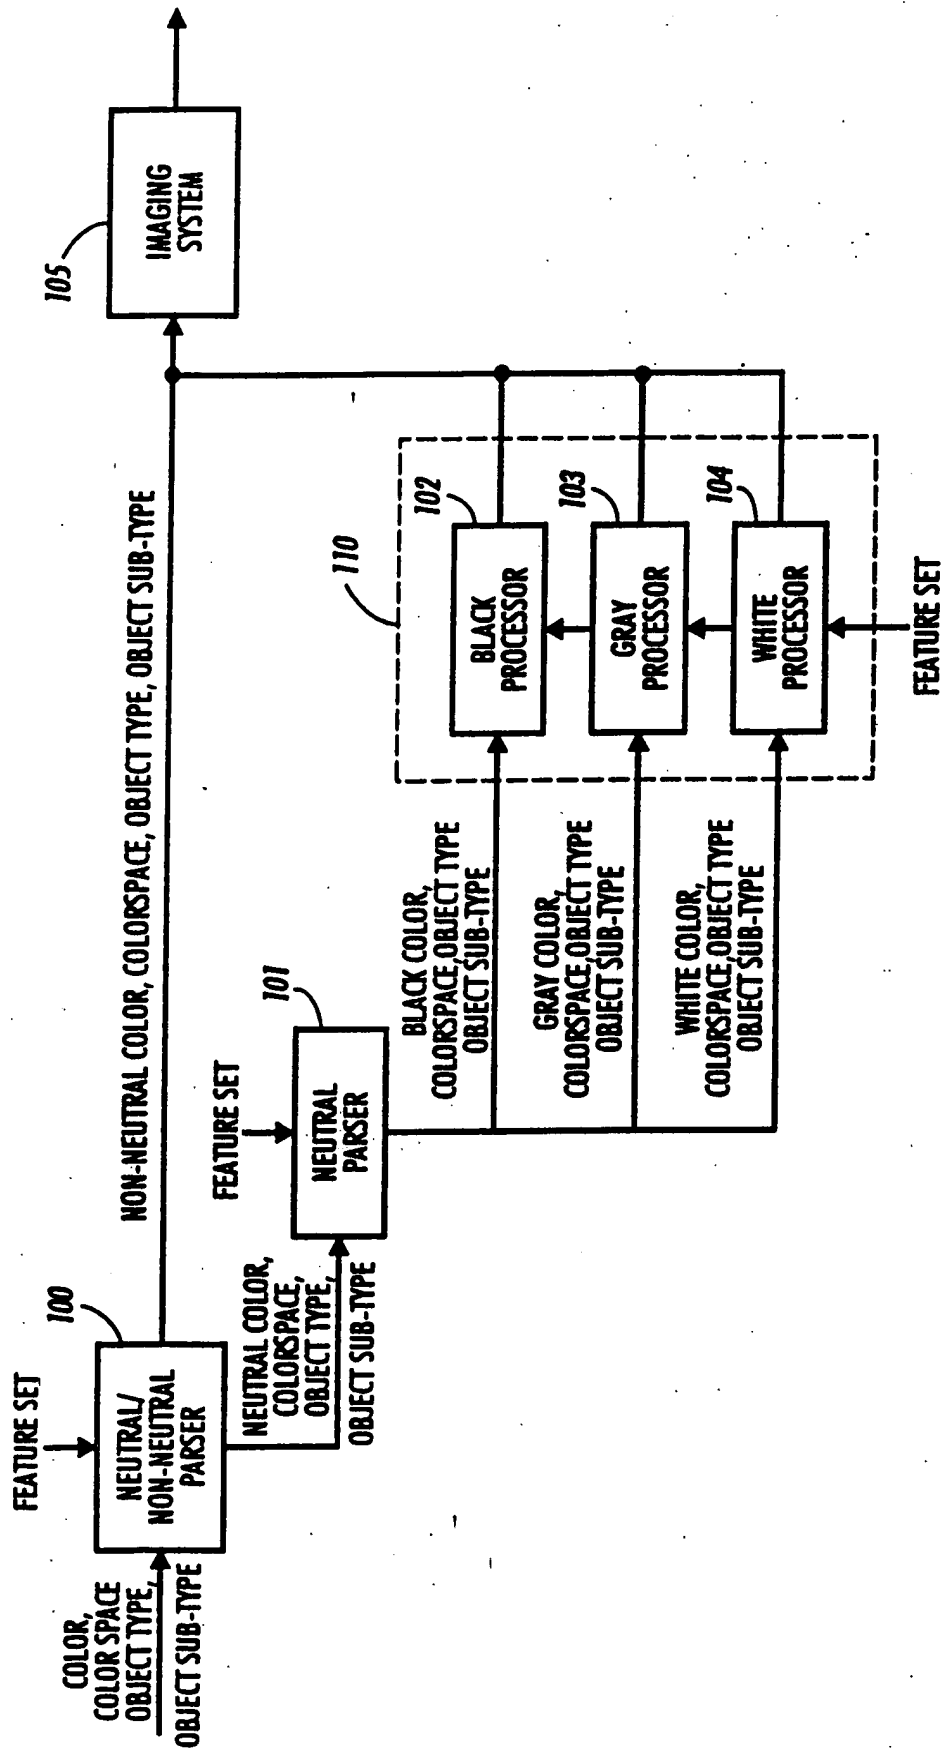 COLOR,
COLOR SPACE
OBJECT TYPE,
OBJECT SUB-TYPE
FEATURE SET
100
NEUTRAL/
NON-NEUTRAL
PARSER
NON-NEUTRAL COLOR, COLORSPACE, OBJECT TYPE, OBJECT SUB-TYPE
NEUTRAL COLOR,
COLORSPACE,
OBJECT TYPE,
OBJECT SUB-TYPE
FEATURE SET
101
NEUTRAL
PARSER
BLACK COLOR,
COLORSPACE,OBJECT TYPE
OBJECT SUB-TYPE
GRAY COLOR,
COLORSPACE,OBJECT TYPE
OBJECT SUB-TYPE
WHITE COLOR,
COLORSPACE,OBJECT TYPE
OBJECT SUB-TYPE
110
102
BLACK
PROCESSOR
103
GRAY
PROCESSOR
104
WHITE
PROCESSOR
FEATURE SET
105
IMAGING
SYSTEM